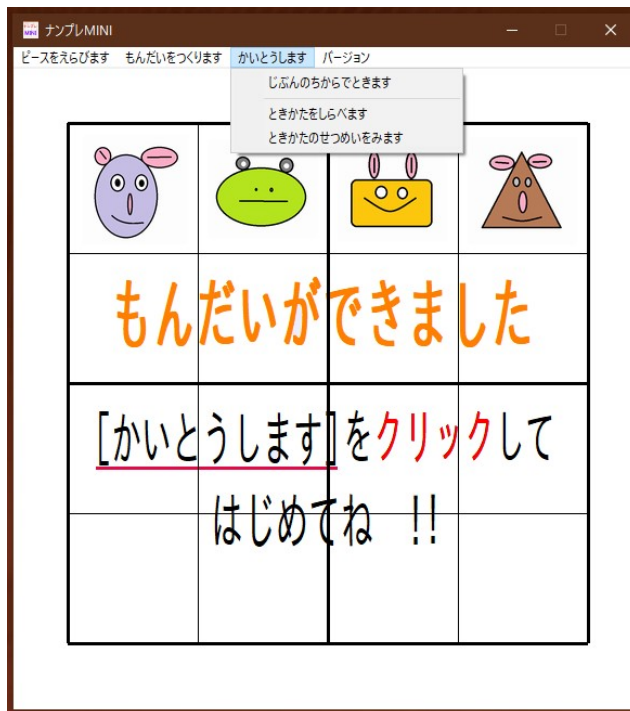 ナンプレMINI
ピースをえらびます もんだいをつくります かいとうします バージョン
じぶんのちからでときます
ときかたをしらべます
ときかたのせつめいをみます
もんだいができました
[かいとうします]をクリックして
はじめてね !!